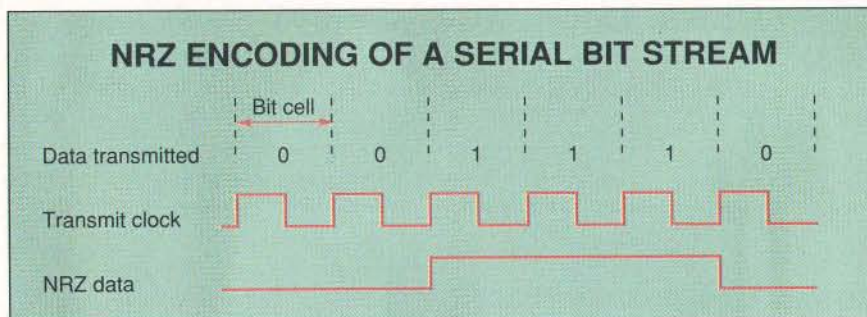 NRZ ENCODING OF A SERIAL BIT STREAM
Bit cell
Data transmitted 0 0 1 1 1 0
Transmit clock
NRZ data